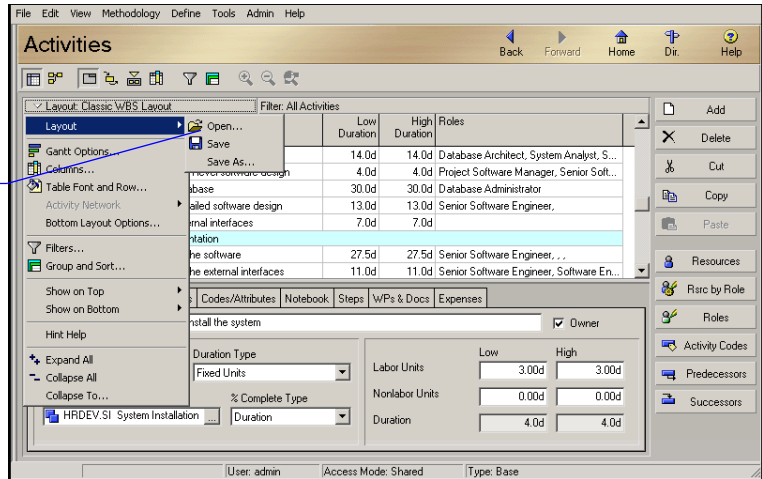 File Edit View Methodology Define Tools Admin Help
Activities
Back Forward Home Dir. Help
Layout: Classic WBS Layout Filter: All Activities
Low Duration High Duration Roles
14.0d 14.0d Database Architect, System Analyst, S...
4.0d 4.0d Project Software Manager, Senior Soft...
base 30.0d 30.0d Database Administrator
ailed software design 13.0d 13.0d Senior Software Engineer,
ernal interfaces 7.0d 7.0d
ntation
he software 27.5d 27.5d Senior Software Engineer, , ,
he external interfaces 11.0d 11.0d Senior Software Engineer, Software En...
Layout
Gantt Options...
Columns...
Table Font and Row...
Activity Network
Bottom Layout Options...
Filters...
Group and Sort...
Show on Top
Show on Bottom
Hint Help
Expand All
Collapse All
Collapse To...
Open...
Save
Save As...
s Codes/Attributes Notebook Steps WPs & Docs Expenses
nstall the system Owner
Duration Type
Fixed Units
% Complete Type
HRDEV.SI System Installation ... Duration
Low High
Labor Units 3.00d 3.00d
Nonlabor Units 0.00d 0.00d
Duration 4.0d 4.0d
Add
Delete
Cut
Copy
Paste
Resources
Rsrc by Role
Roles
Activity Codes
Predecessors
Successors
User: admin Access Mode: Shared Type: Base